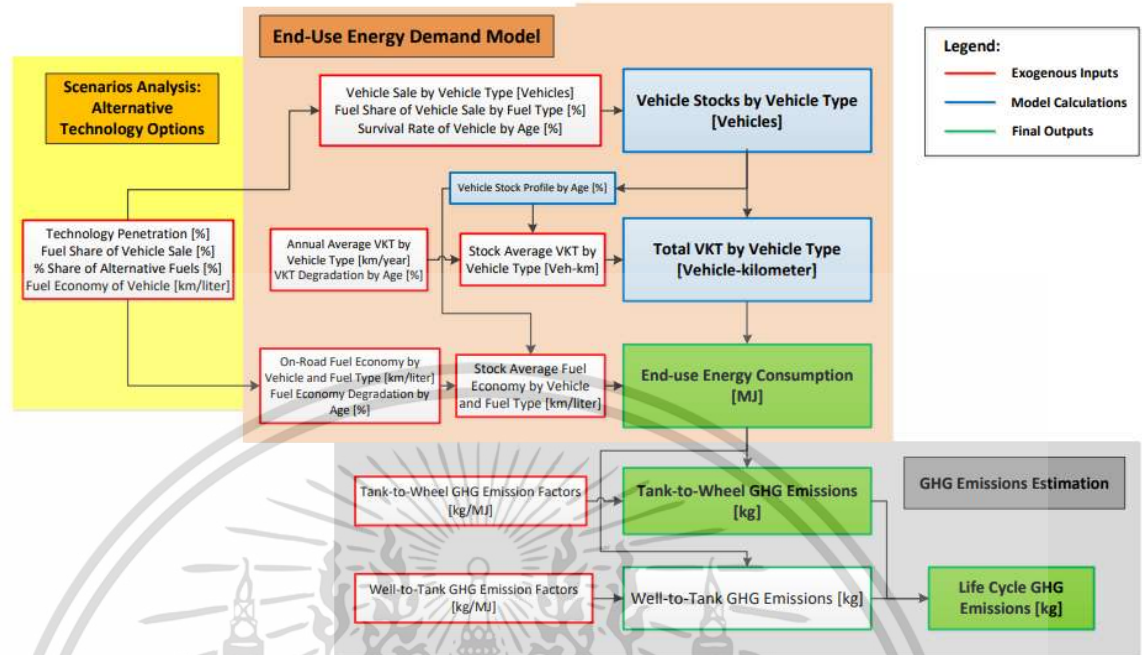 End-Use Energy Demand Model
Legend:
Exogenous Inputs
Model Calculations
Final Outputs
Scenarios Analysis:
Alternative
Technology Options
Vehicle Sale by Vehicle Type [Vehicles]
Fuel Share of Vehicle Sale by Fuel Type [%]
Survival Rate of Vehicle by Age [%]
Vehicle Stocks by Vehicle Type
[Vehicles]
Vehicle Stock Profile by Age [%]
Technology Penetration [%]
Fuel Share of Vehicle Sale [%]
% Share of Alternative Fuels [%]
Fuel Economy of Vehicle [km/liter]
Annual Average VKT by
Vehicle Type [km/year]
VKT Degradation by Age [%]
Stock Average VKT by
Vehicle Type [Veh-km]
Total VKT by Vehicle Type
[Vehicle-kilometer]
On-Road Fuel Economy by
Vehicle and Fuel Type [km/liter]
Fuel Economy Degradation by
Age [%]
Stock Average Fuel
Economy by Vehicle
and Fuel Type [km/liter]
End-use Energy Consumption
[MJ]
GHG Emissions Estimation
Tank-to-Wheel GHG Emission Factors
[kg/MJ]
Tank-to-Wheel GHG Emissions
[kg]
Well-to-Tank GHG Emission Factors
[kg/MJ]
Well-to-Tank GHG Emissions [kg]
Life Cycle GHG
Emissions [kg]